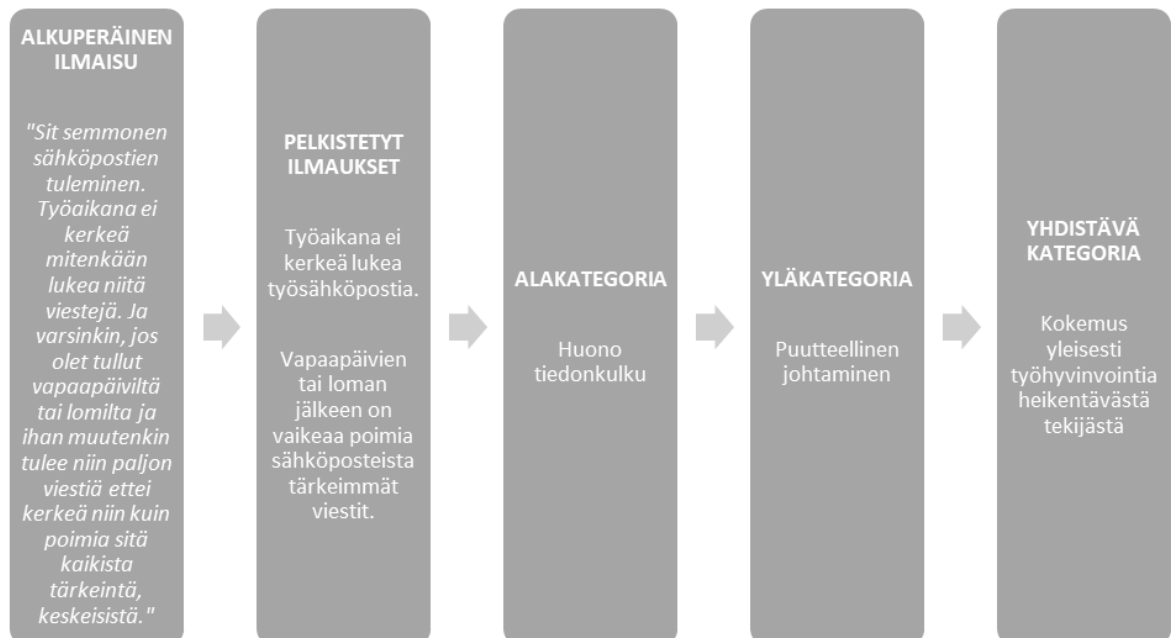 ALKUPERÄINEN
ILMAISU
"Sit semmonen
sähköpostien
tuleminen.
Työaikana ei
kerkeä
mitenkään
lukea niitä
viestejä. Ja
varsinkin, jos
olet tullut
vapaapäiviltä
tai lomilta ja
ihan muutenkin
tulee niin paljon
viestiä ettei
kerkeä niin kuin
poimia sitä
kaikista
tärkeintä,
keskeisistä."
PELKISTETYT
ILMAUKSET
Työaikana ei
kerkeä lukea
työsähköpostia.
Vapaapäivien
tai loman
jälkeen on
vaikeaa poimia
sähköposteista
tärkeimmät
viestit.
ALAKATEGORIA
Huono
tiedonkulku
YLÄKATEGORIA
Puutteellinen
johtaminen
YHDISTÄVÄ
KATEGORIA
Kokemus
yleisesti
työhyvinvointia
heikentävästä
tekijästä